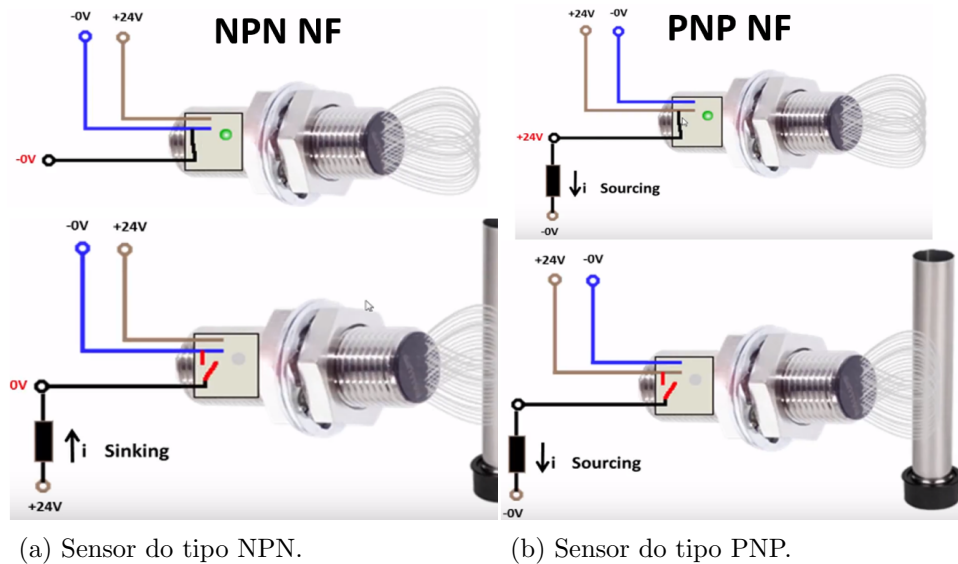 -0V +24V
NPN NF
-0V
-0V +24V
0V
i Sinking
+24V
+24V -0V
PNP NF
+24V
i Sourcing
-0V
+24V -0V
i Sourcing
-0V
(a) Sensor do tipo NPN.
(b) Sensor do tipo PNP.